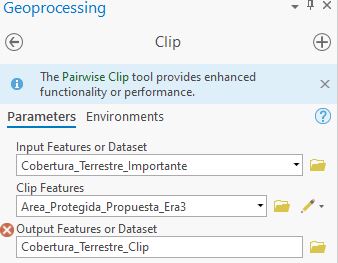 Geoprocessing
Clip
The Pairwise Clip tool provides enhanced
functionality or performance.
Parameters Environments
Input Features or Dataset
Cobertura_Terrestre_Importante
Clip Features
Area_Protegida_Propuesta_Era3
Output Features or Dataset
Cobertura_Terrestre_Clip